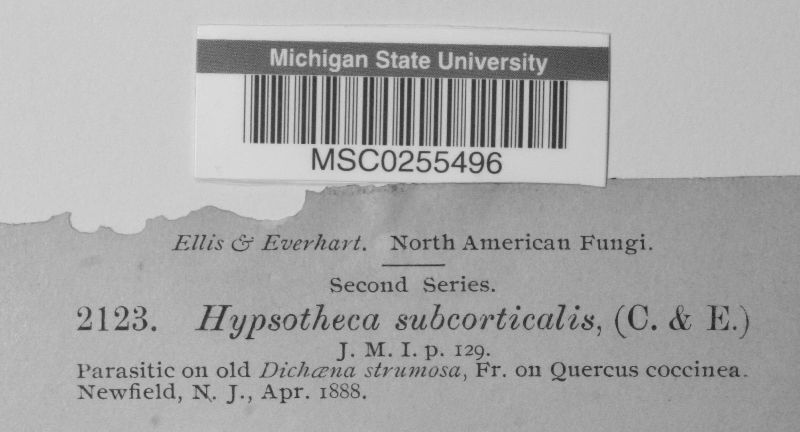 Michigan State University
MSC0255496
Ellis & Everhart. North American Fungi.
Second Series.
2123. Hypsotheca subcorticalis, (C. & E.)
J. M. I. p. 129.
Parasitic on old Dichæna strumosa, Fr. on Quercus coccinea.
Newfield, N. J., Apr. 1888.